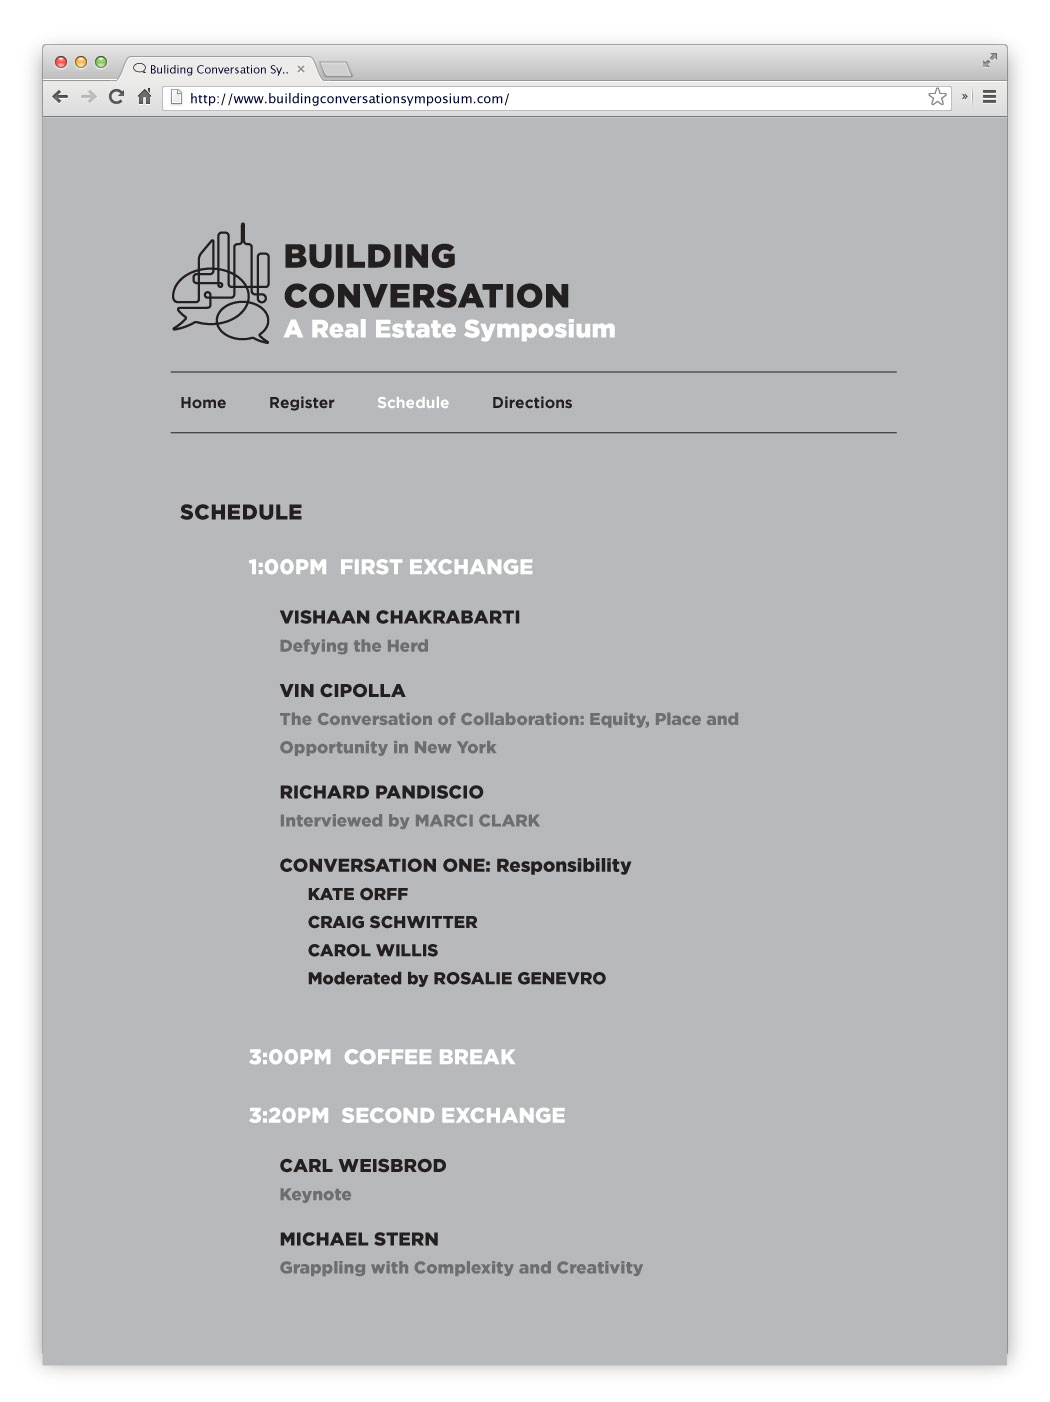 Buliding Conversation Sy..
http://www.buildingconversationsymposium.com/
BUILDING
CONVERSATION
A Real Estate Symposium
Home Register Schedule Directions
SCHEDULE
1:00PM FIRST EXCHANGE
VISHAAN CHAKRABARTI
Defying the Herd
VIN CIPOLLA
The Conversation of Collaboration: Equity, Place and
Opportunity in New York
RICHARD PANDISCIO
Interviewed by MARCI CLARK
CONVERSATION ONE: Responsibility
KATE ORFF
CRAIG SCHWITTER
CAROL WILLIS
Moderated by ROSALIE GENEVRO
3:00PM COFFEE BREAK
3:20PM SECOND EXCHANGE
CARL WEISBROD
Keynote
MICHAEL STERN
Grappling with Complexity and Creativity